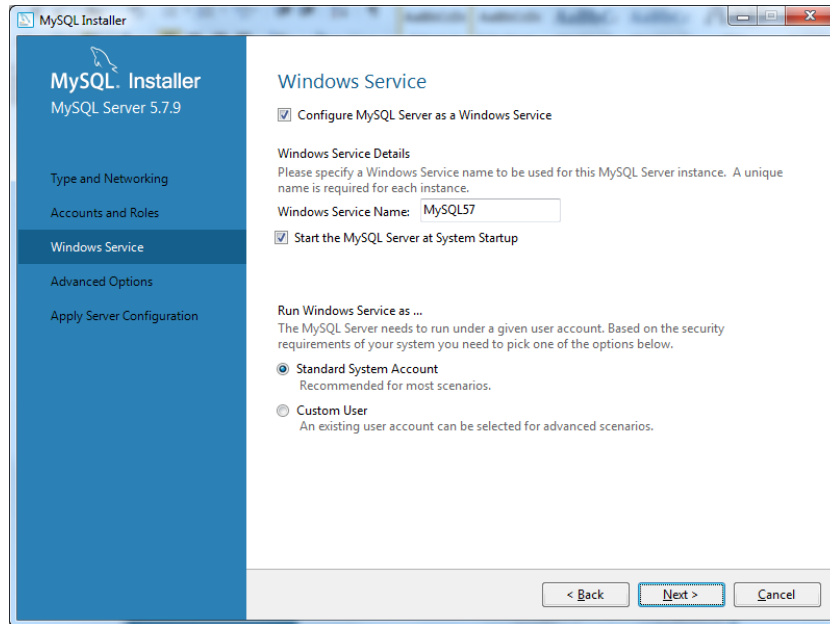 MySQL Installer
MySQL. Installer
MySQL Server 5.7.9
Type and Networking
Accounts and Roles
Windows Service
Advanced Options
Apply Server Configuration
Windows Service
Configure MySQL Server as a Windows Service
Windows Service Details
Please specify a Windows Service name to be used for this MySQL Server instance. A unique
name is required for each instance.
Windows Service Name: MySQL57
Start the MySQL Server at System Startup
Run Windows Service as ...
The MySQL Server needs to run under a given user account. Based on the security
requirements of your system you need to pick one of the options below.
Standard System Account
Recommended for most scenarios.
Custom User
An existing user account can be selected for advanced scenarios.
< Back Next > Cancel